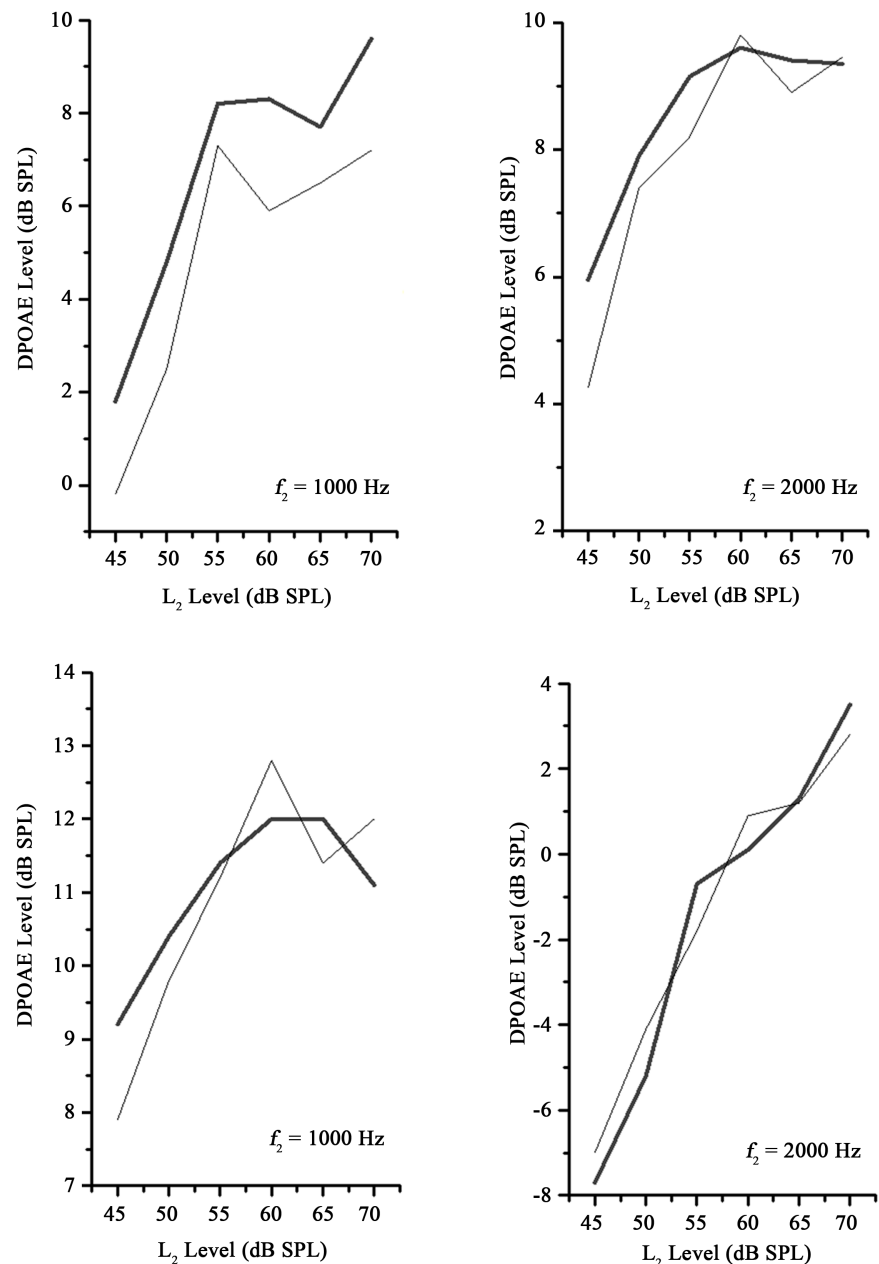 10
8
6
4
2
0
DPOAE Level (dB SPL)
f₂ = 1000 Hz
45 50 55 60 65 70
L₂ Level (dB SPL)
10
8
6
4
2
DPOAE Level (dB SPL)
f₂ = 2000 Hz
45 50 55 60 65 70
L₂ Level (dB SPL)
14
13
12
11
10
9
8
7
DPOAE Level (dB SPL)
f₂ = 1000 Hz
45 50 55 60 65 70
L₂ Level (dB SPL)
4
2
0
-2
-4
-6
-8
DPOAE Level (dB SPL)
f₂ = 2000 Hz
45 50 55 60 65 70
L₂ Level (dB SPL)